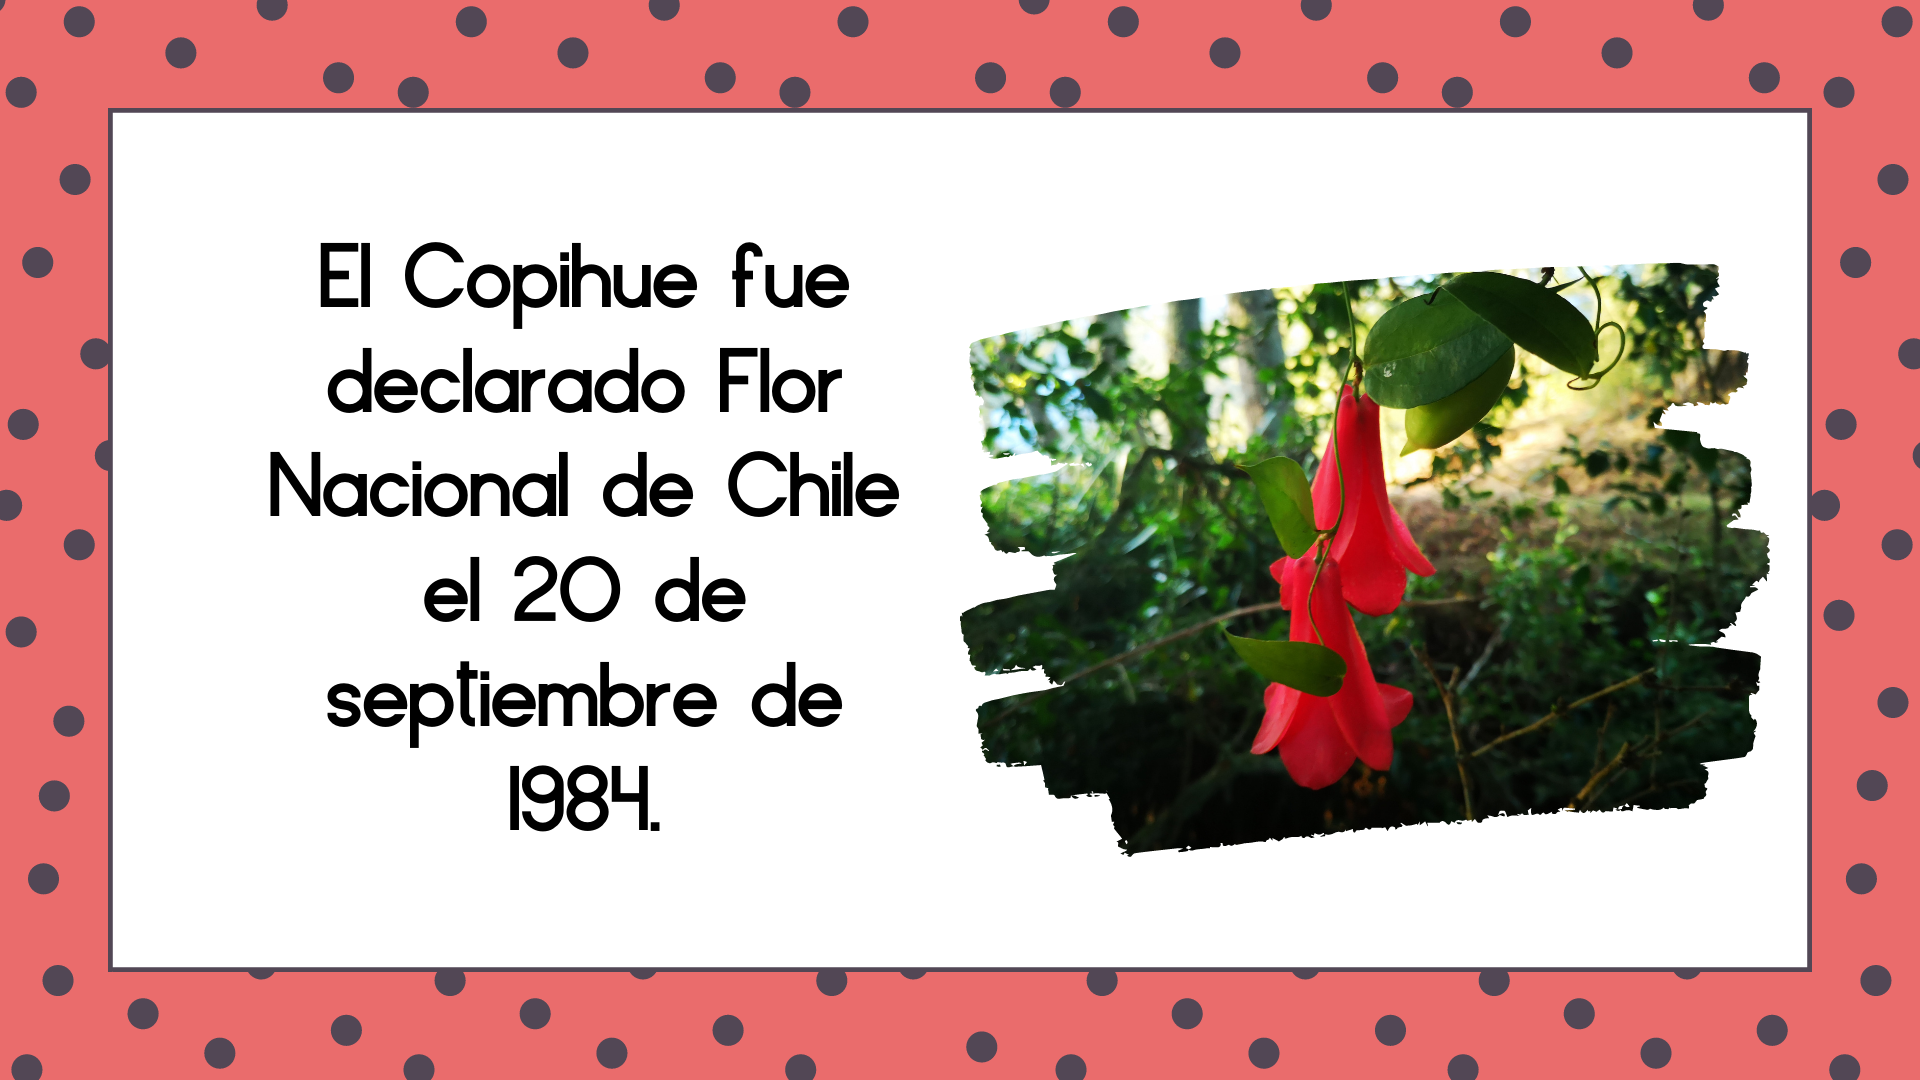 El Copihue fue
declarado Flor
Nacional de Chile
el 20 de
septiembre de
1984.